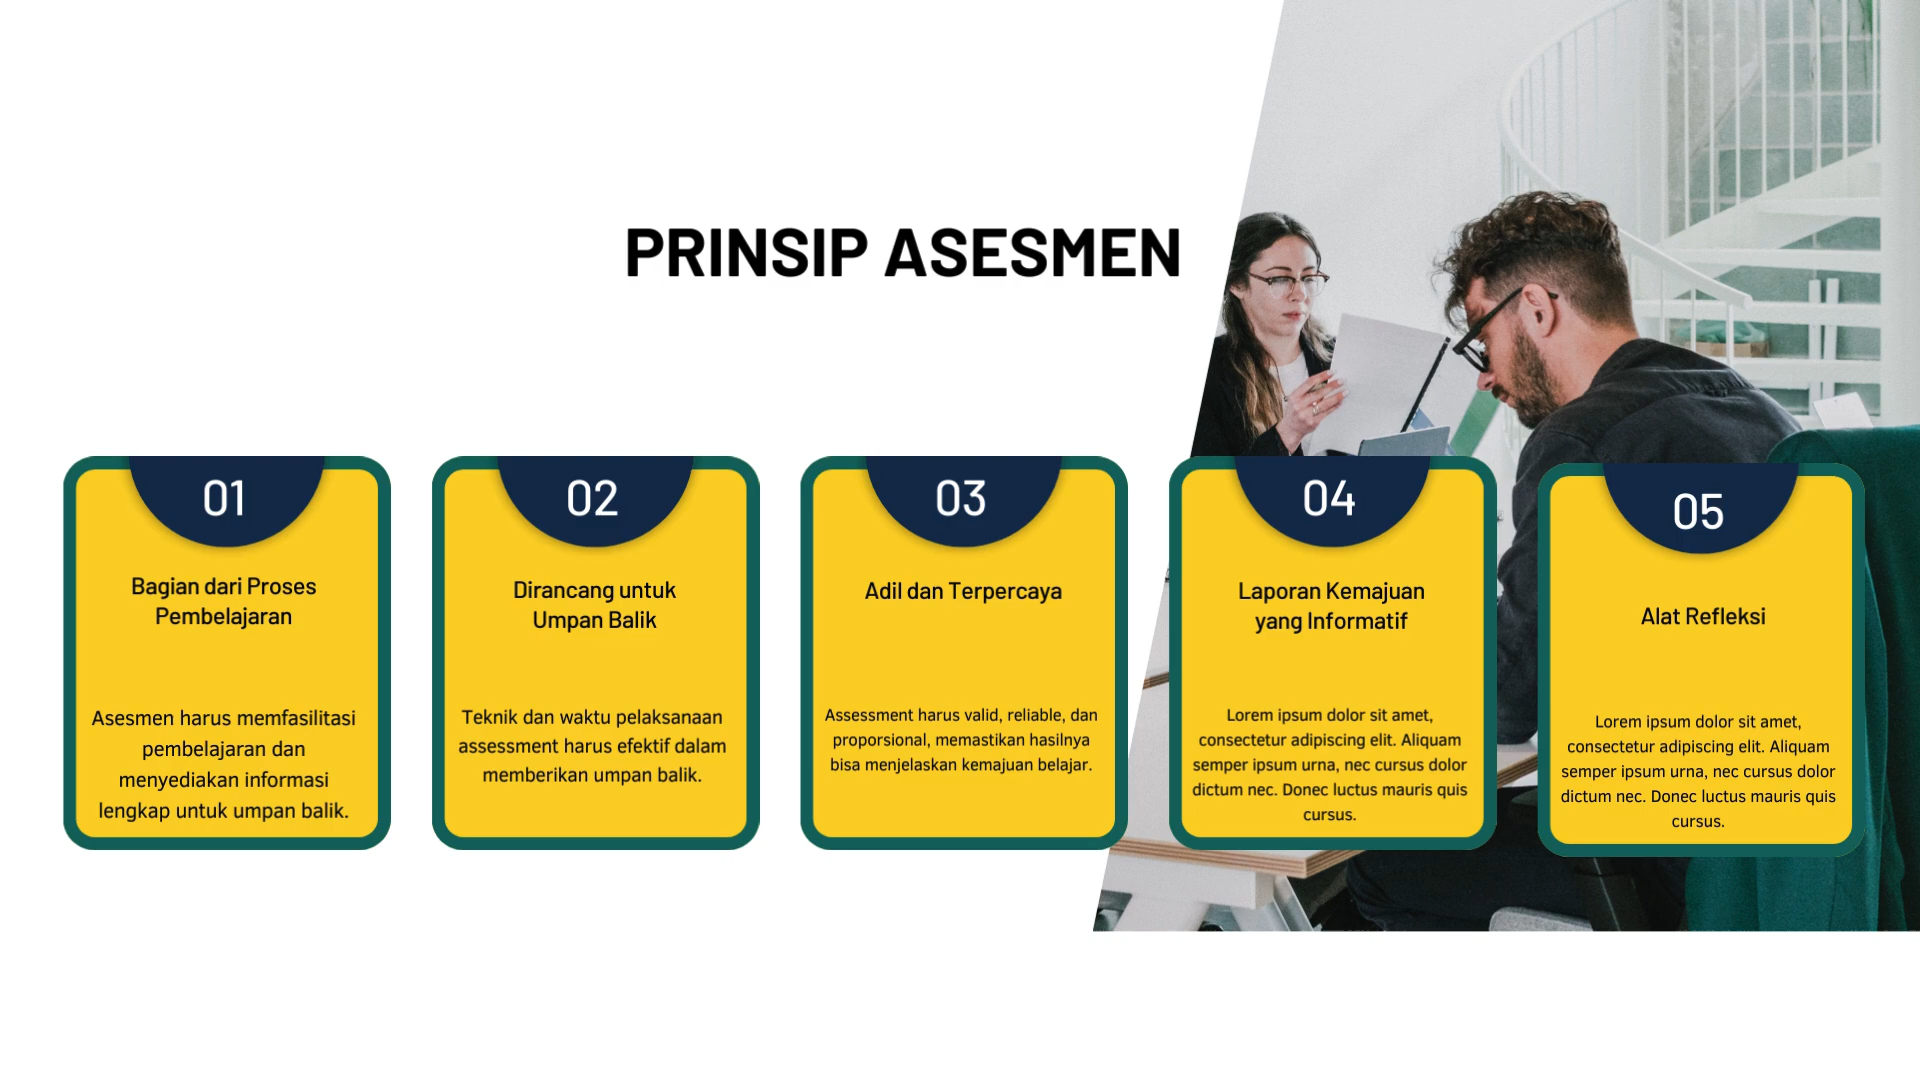 PRINSIP ASESMEN
01
Bagian dari Proses
Pembelajaran
Asesmen harus memfasilitasi
pembelajaran dan
menyediakan informasi
lengkap untuk umpan balik.
02
Dirancang untuk
Umpan Balik
Teknik dan waktu pelaksanaan
assessment harus efektif dalam
memberikan umpan balik.
03
Adil dan Terpercaya
Assessment harus valid, reliable, dan
proporsional, memastikan hasilnya
bisa menjelaskan kemajuan belajar.
04
Laporan Kemajuan
yang Informatif
Lorem ipsum dolor sit amet,
consectetur adipiscing elit. Aliquam
semper ipsum urna, nec cursus dolor
dictum nec. Donec luctus mauris quis
cursus.
05
Alat Refleksi
Lorem ipsum dolor sit amet,
consectetur adipiscing elit. Aliquam
semper ipsum urna, nec cursus dolor
dictum nec. Donec luctus mauris quis
cursus.